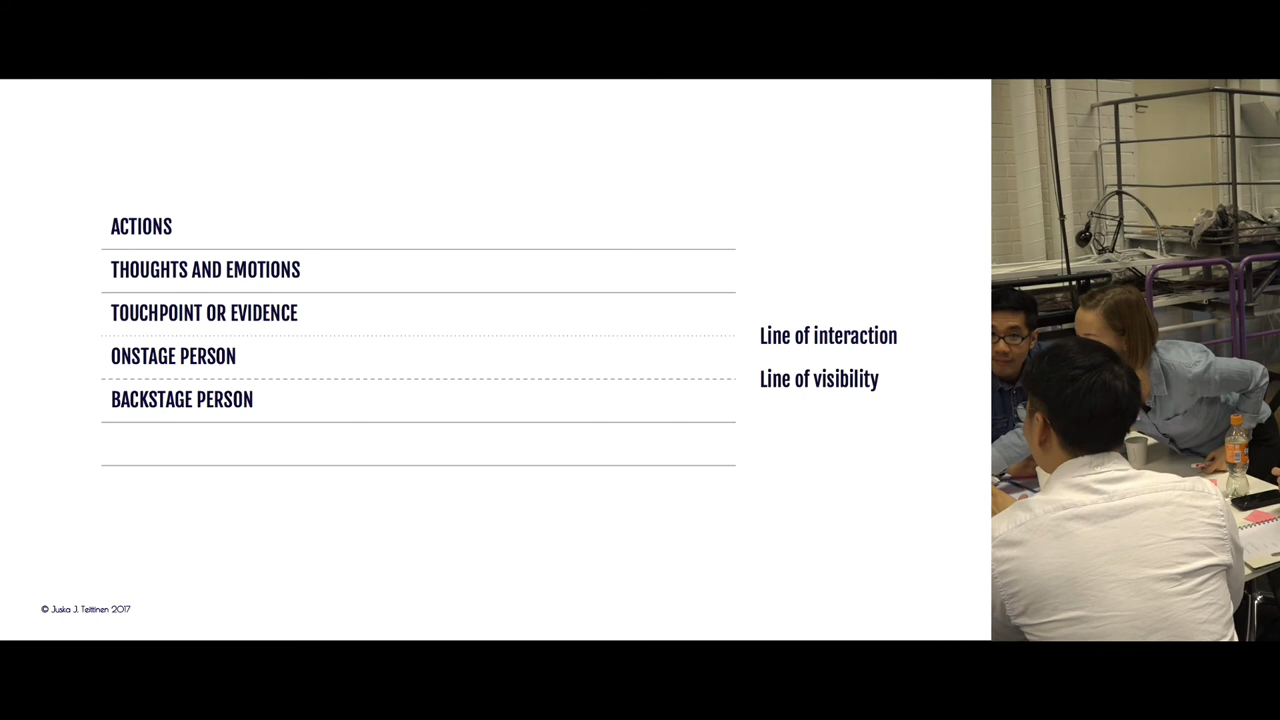 ACTIONS
THOUGHTS AND EMOTIONS
TOUCHPOINT OR EVIDENCE
Line of interaction
ONSTAGE PERSON
Line of visibility
BACKSTAGE PERSON
© Juska J. Teittinen 2017